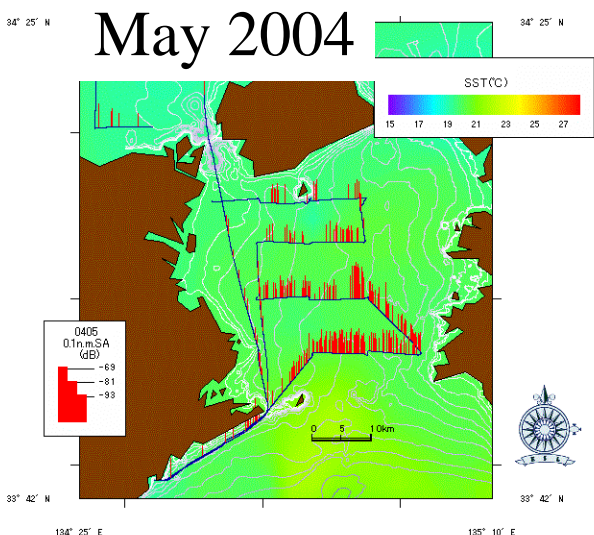 May 2004
34° 25′ N
34° 25′ N
SST(℃)
15 17 19 21 23 25 27
0405
0.1n.m.SA
(dB)
-69
-81
-93
0 5 10km
33° 42′ N
33° 42′ N
134° 25′ E
135° 10′ E